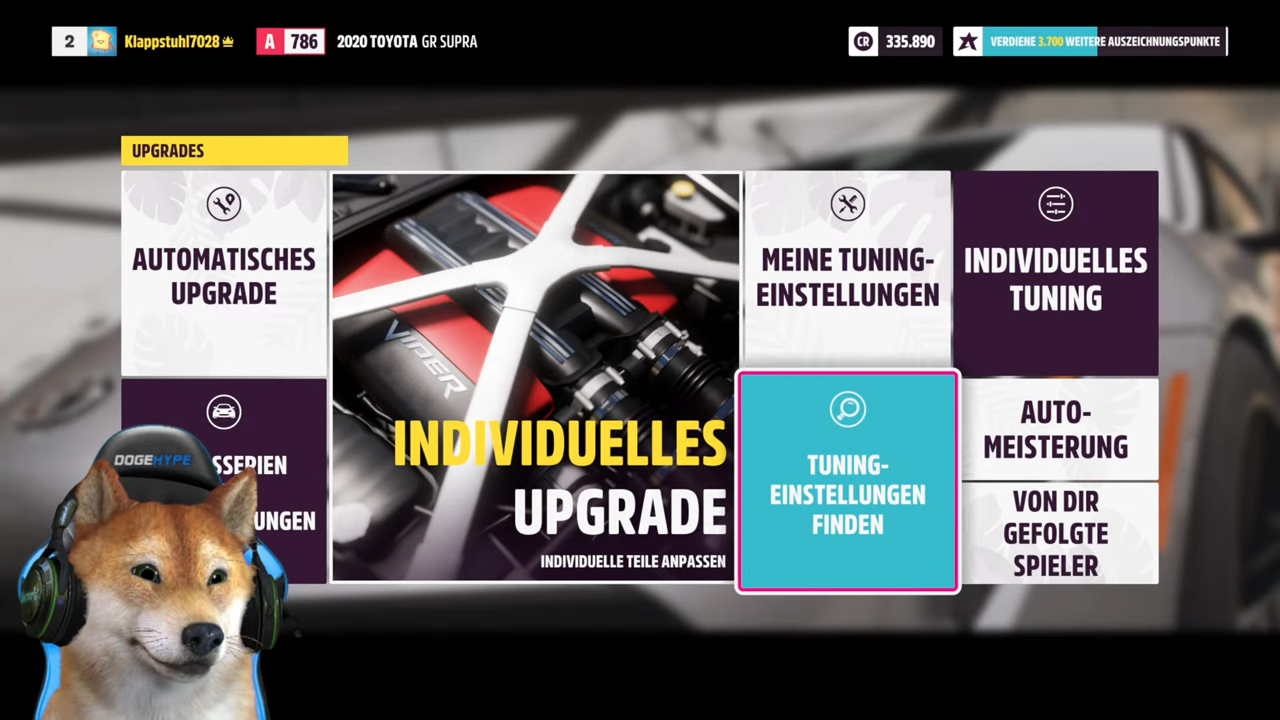 2
Klappstuhl7028
A 786
2020 TOYOTA GR SUPRA
CR
335.890
VERDIENE 3.700 WEITERE AUSZEICHNUNGSPUNKTE
UPGRADES
AUTOMATISCHES
UPGRADE
VIPER
INDIVIDUELLES
UPGRADE
INDIVIDUELLE TEILE ANPASSEN
MEINE TUNING-
EINSTELLUNGEN
INDIVIDUELLES
TUNING
SSERIEN
UNGEN
TUNING-
EINSTELLUNGEN
FINDEN
AUTO-
MEISTERUNG
VON DIR
GEFOLGTE
SPIELER
DOGEHYPE